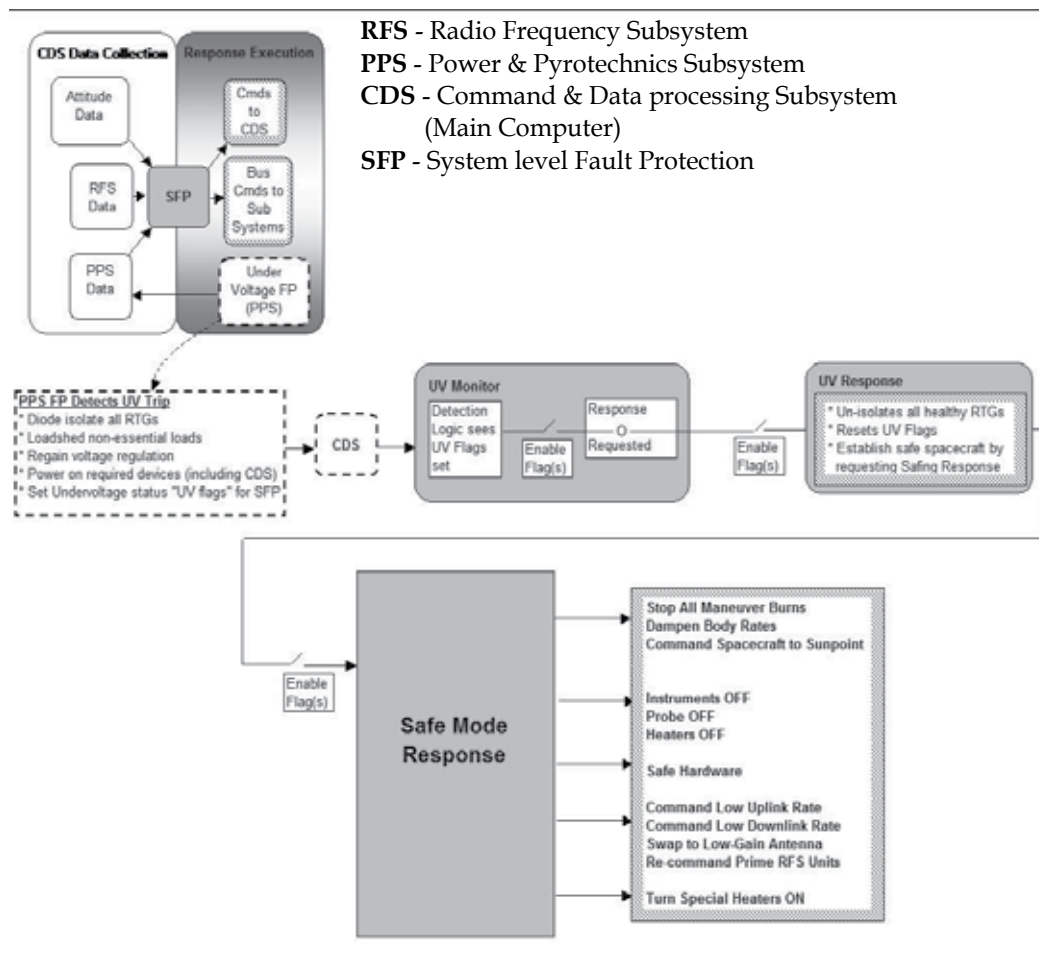 RFS - Radio Frequency Subsystem
PPS - Power & Pyrotechnics Subsystem
CDS - Command & Data processing Subsystem
(Main Computer)
SFP - System level Fault Protection
CDS Data Collection
Response Execution
Attitude
Data
RFS
Data
PPS
Data
SFP
Cmds
to
CDS
Bus
Cmds to
Sub
Systems
Under
Voltage FP
(PPS)
PPS FP Detects UV Trip
* Diode isolate all RTGs
* Loadshed non-essential loads
* Regain voltage regulation
* Power on required devices (including CDS)
* Set Undervoltage status "UV flags" for SFP
CDS
UV Monitor
Detection
Logic sees
UV Flags
set
Enable
Flag(s)
Response
O
Requested
Enable
Flag(s)
UV Response
* Un-isolates all healthy RTGs
* Resets UV Flags
* Establish safe spacecraft by
requesting Safing Response
Enable
Flag(s)
Safe Mode
Response
Stop All Maneuver Burns
Dampen Body Rates
Command Spacecraft to Sunpoint
Instruments OFF
Probe OFF
Heaters OFF
Safe Hardware
Command Low Uplink Rate
Command Low Downlink Rate
Swap to Low-Gain Antenna
Re-command Prime RFS Units
Turn Special Heaters ON